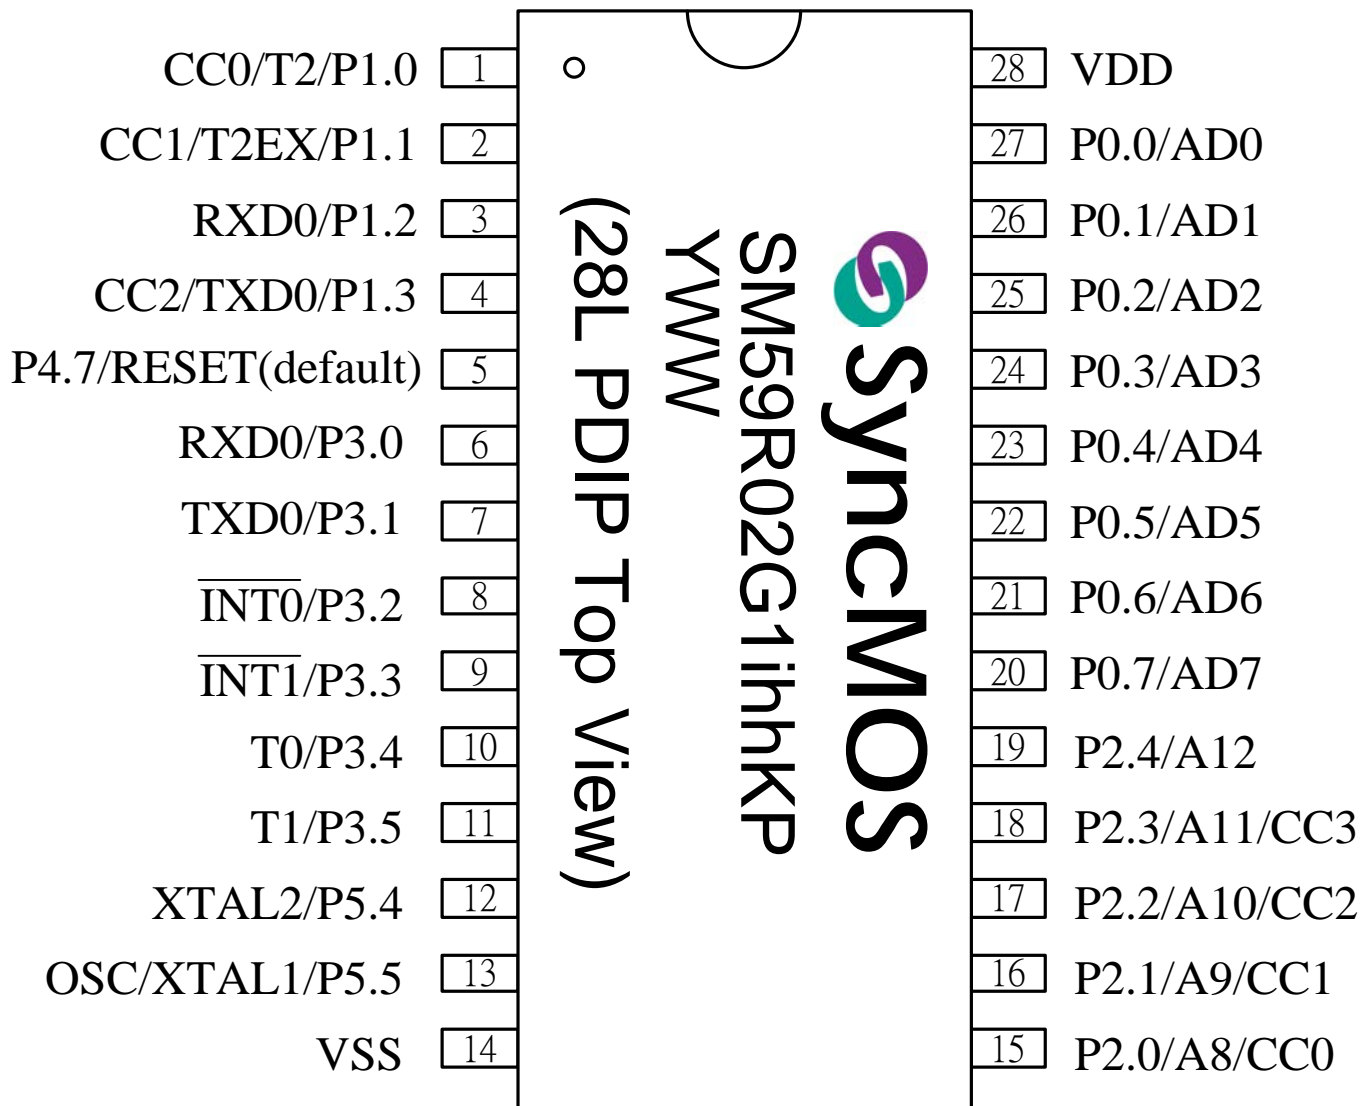 CC0/T2/P1.0 1
CC1/T2EX/P1.1 2
RXD0/P1.2 3
CC2/TXD0/P1.3 4
P4.7/RESET(default) 5
RXD0/P3.0 6
TXD0/P3.1 7
INT0/P3.2 8
INT1/P3.3 9
T0/P3.4 10
T1/P3.5 11
XTAL2/P5.4 12
OSC/XTAL1/P5.5 13
VSS 14
SyncMOS
SM59R02G1ihhKP
YWW
(28L PDIP Top View)
28 VDD
27 P0.0/AD0
26 P0.1/AD1
25 P0.2/AD2
24 P0.3/AD3
23 P0.4/AD4
22 P0.5/AD5
21 P0.6/AD6
20 P0.7/AD7
19 P2.4/A12
18 P2.3/A11/CC3
17 P2.2/A10/CC2
16 P2.1/A9/CC1
15 P2.0/A8/CC0